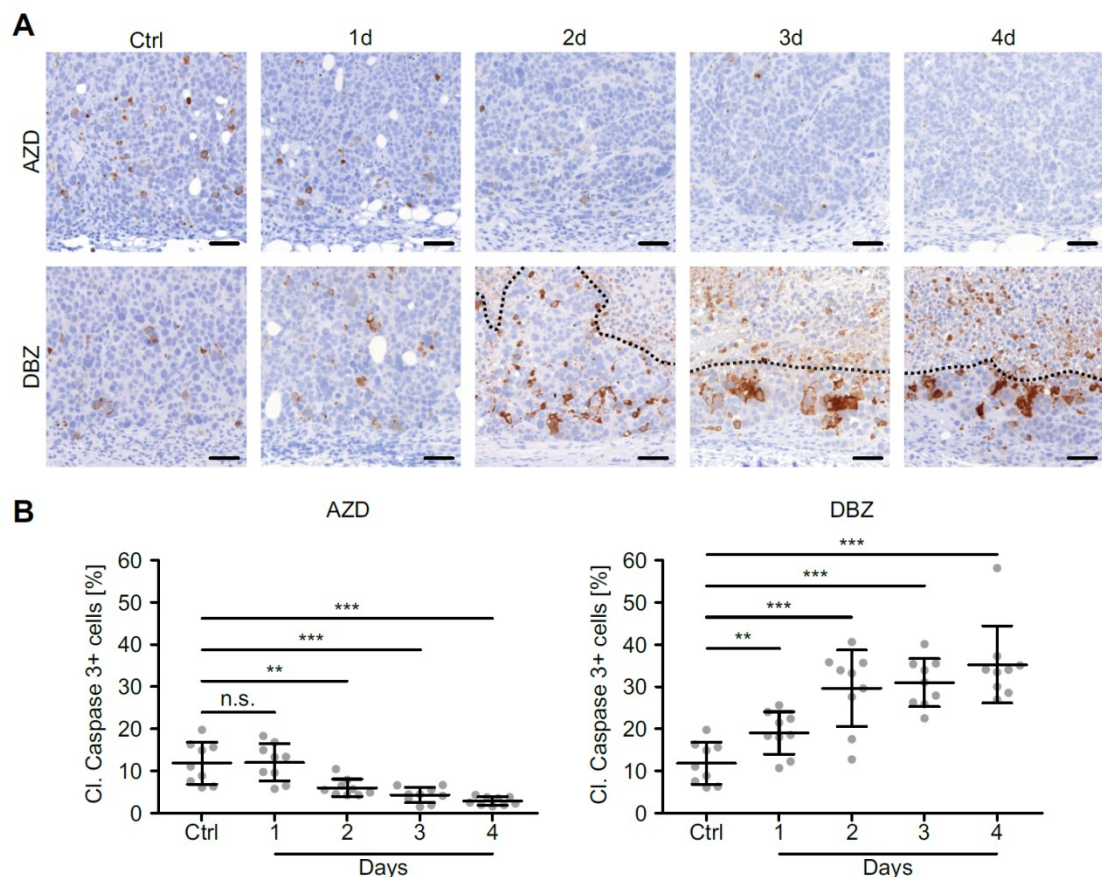 A
Ctrl 1d 2d 3d 4d
AZD
DBZ
B
AZD
Cl. Caspase 3+ cells [%]
60
50
40
30
20
10
0
***
***
**
n.s.
Ctrl 1 2 3 4
Days
DBZ
Cl. Caspase 3+ cells [%]
60
50
40
30
20
10
0
***
***
***
**
Ctrl 1 2 3 4
Days